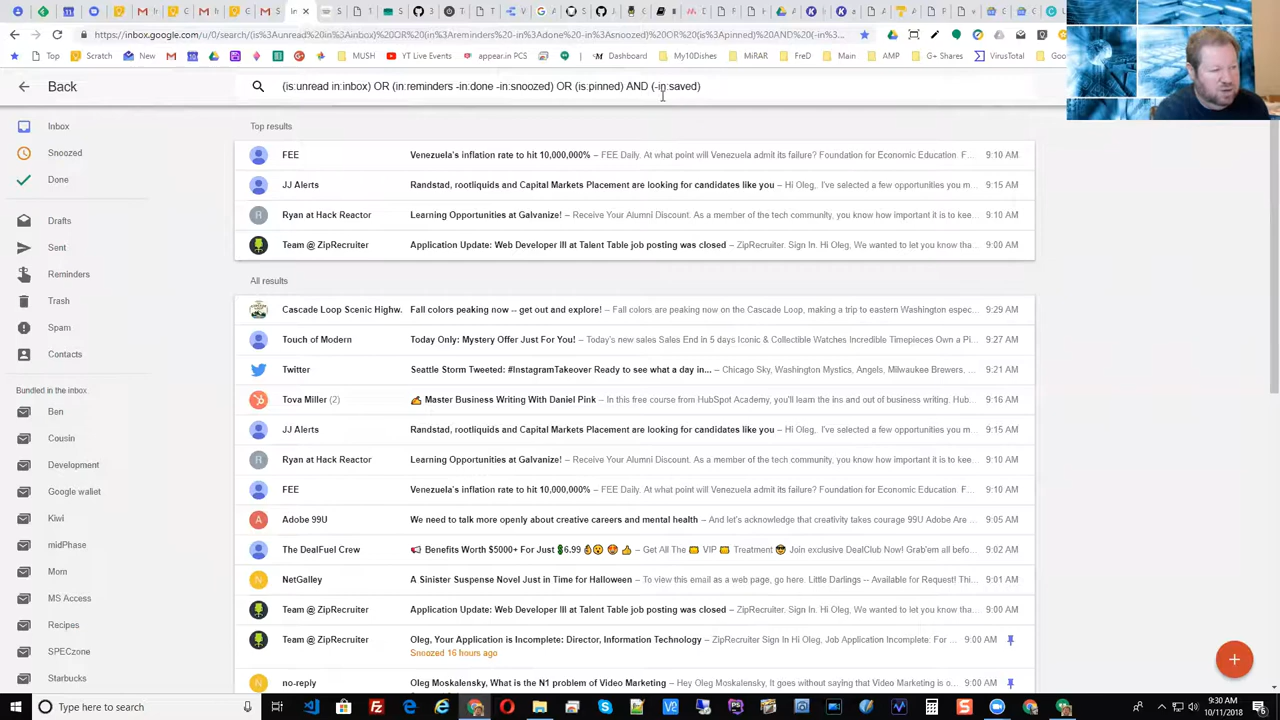 https://inbox.google.com/u/0/search/(is%3Aunread%20in%3Ainbox)%20OR%20(in%3Areminders%20-in%3Adone%20-in%3Asnoozed)%20OR%20(is%3Apinned)%20AND%20(-in%
Top
Screech
New
MUSH
YT Live Events
appear.in PCS
Dashboard
My10Dishes
MiRAR
FreD
AMP
G+ Shares
VirusTotal
Goo
Back
(is:unread in:inbox) OR (in:reminders -in:done -in:snoozed) OR (is:pinned) AND (-in:saved)
Inbox
Snoozed
Done
Drafts
Sent
Reminders
Trash
Spam
Contacts
Bundled in the inbox
Ben
Cousin
Development
Google wallet
Kiwi
midPhase
Mom
MS Access
Recipes
SPECzone
Starbucks
Top results
FEE Venezuela's inflation rate to hit 10,000,000% – FEE Daily. At what point will Venezuela admit its failure? Foundation for Economic Education. F… 9:10 AM
JJ Alerts Randstad, rootliquids and Capital Markets Placement are looking for candidates like you – Hi Oleg, I've selected a few opportunities you m… 9:15 AM
R Ryan at Hack Reactor Learning Opportunities at Galvanize! – Receive Your Alumni Discount. As a member of the tech community, you know how important it is to kee… 9:10 AM
Team @ ZipRecruiter Application Update: Web Developer III at Talent Table job posting was closed – ZipRecruiter. Sign In. Hi Oleg, We wanted to let you know tha… 9:00 AM
All results
Cascade Loop Scenic Highw. Fall colors peaking now -- get out and explore! – Fall colors are peaking now on the Cascade Loop, making a trip to eastern Washington espec… 9:29 AM
Touch of Modern Today Only: Mystery Offer Just For You! – Today's new sales Sales End in 5 days Iconic & Collectible Watches Incredible Timepieces Own a Pi… 9:27 AM
Twitter Seattle Storm Tweeted: #InstagramTakeover Ready to see what a day in... – Chicago Sky, Washington Mystics, Angels, Milwaukee Brewers, … 9:21 AM
Tova Miller (2) ✍ Master Business Writing With Daniel Pink – In this free course from HubSpot Academy, you'll learn the ins and outs of business writing. Hub… 9:16 AM
JJ Alerts Randstad, rootliquids and Capital Markets Placement are looking for candidates like you – Hi Oleg, I've selected a few opportunities you m… 9:15 AM
R Ryan at Hack Reactor Learning Opportunities at Galvanize! – Receive Your Alumni Discount. As a member of the tech community, you know how important it is to kee… 9:10 AM
FEE Venezuela's inflation rate to hit 10,000,000% – FEE Daily. At what point will Venezuela admit its failure? Foundation for Economic Education. F… 9:10 AM
A Adobe 99U We need to talk more openly about creative careers and mental health – And let's acknowledge that creativity takes courage 99U Adobe Are … 9:05 AM
The DealFuel Crew Benefits Worth $5000+ For Just 💲6.99 – Get All The VIP Treatment Join exclusive DealClub Now! Grab'em all befo… 9:02 AM
N NetGalley A Sinister Suspense Novel Just in Time for Halloween – To view this email as a web page, go here. Little Darlings -- Available for Request! Thi… 9:01 AM
Team @ ZipRecruiter Application Update: Web Developer III at Talent Table job posting was closed – ZipRecruiter. Sign In. Hi Oleg, We wanted to let you know tha… 9:00 AM
Team @ ZipRecruiter Oleg, Your Application is Incomplete: Director, Information Technology – ZipRecruiter Sign In Hi Oleg, Job Application Incomplete: For … 9:00 AM
Snoozed 16 hours ago
N no-reply Oleg Moskalensky, What is the N1 problem of Video Marketing – Hey Oleg Moskalensky, It goes without saying that Video Marketing is o… 9:00 AM
Type here to search
9:30 AM
10/11/2018